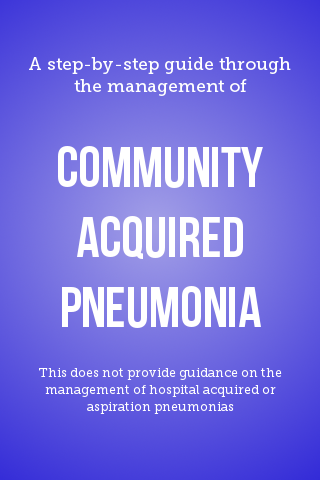 A step-by-step guide through
the management of
COMMUNITY
ACQUIRED
PNEUMONIA
This does not provide guidance on the
management of hospital acquired or
aspiration pneumonias